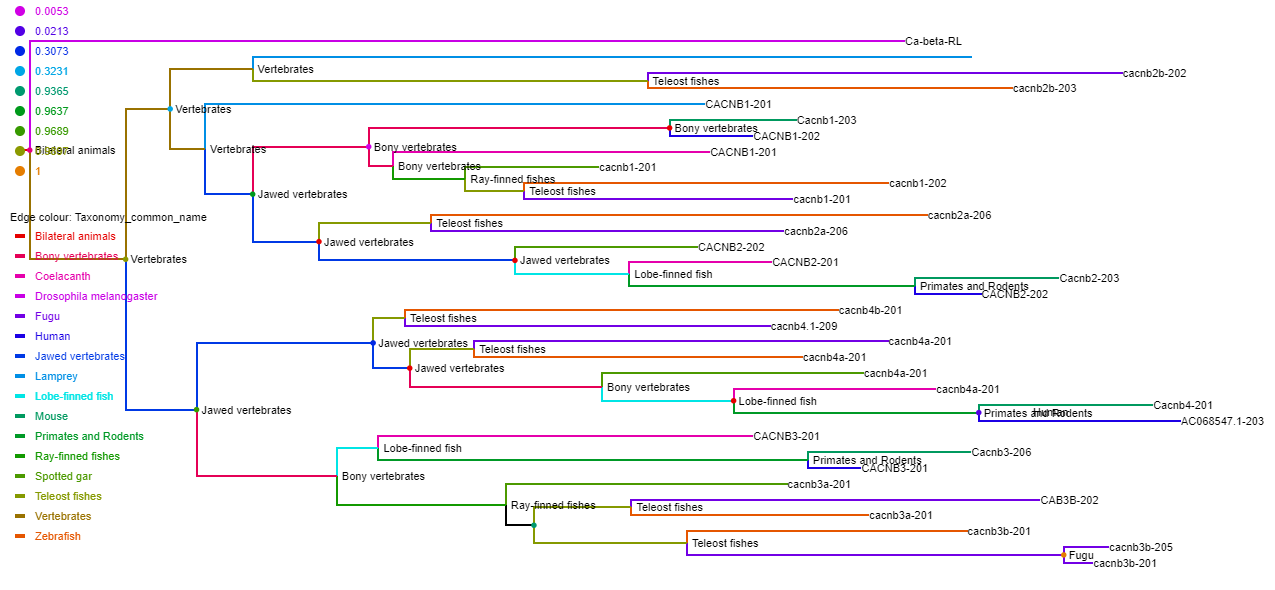 0.0053
0.0213
0.3073
0.3231
0.9365
0.9637
0.9689
1
Edge colour: Taxonomy_common_name
Bilateral animals
Bony vertebrates
Coelacanth
Drosophila melanogaster
Fugu
Human
Jawed vertebrates
Lamprey
Lobe-finned fish
Mouse
Primates and Rodents
Ray-finned fishes
Spotted gar
Teleost fishes
Vertebrates
Zebrafish
Ca-beta-RL
Vertebrates
cacnb2b-202
Teleost fishes
cacnb2b-203
CACNB1-201
Vertebrates
Cacnb1-203
Bony vertebrates
CACNB1-202
Bony vertebrates
Vertebrates
Bilateral animals
CACNB1-201
Bony vertebrates
cacnb1-201
Ray-finned fishes
cacnb1-202
Teleost fishes
Jawed vertebrates
cacnb1-201
cacnb2a-206
Teleost fishes
cacnb2a-206
Jawed vertebrates
CACNB2-202
Vertebrates
Jawed vertebrates
CACNB2-201
Lobe-finned fish
Cacnb2-203
Primates and Rodents
CACNB2-202
cacnb4b-201
Teleost fishes
cacnb4.1-209
Jawed vertebrates
cacnb4a-201
Teleost fishes
cacnb4a-201
Jawed vertebrates
cacnb4a-201
Bony vertebrates
cacnb4a-201
Lobe-finned fish
Cacnb4-201
Jawed vertebrates
Primates and Rodents
Human
AC068547.1-203
CACNB3-201
Lobe-finned fish
Cacnb3-206
Primates and Rodents
CACNB3-201
Bony vertebrates
cacnb3a-201
CAB3B-202
Ray-finned fishes
Teleost fishes
cacnb3a-201
cacnb3b-201
Teleost fishes
cacnb3b-205
Fugu
cacnb3b-201